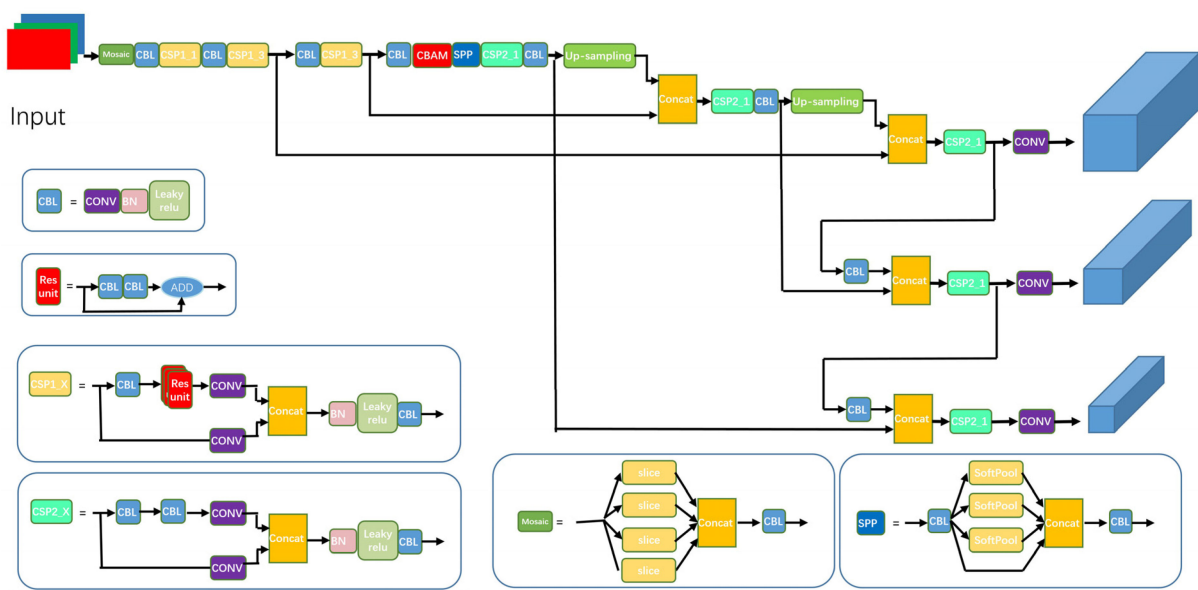 Mosaic CBL CSP1_1 CBL CSP1_3 CBL CSP1_3 CBL CBAM SPP CSP2_1 CBL Up-sampling
Input
Concat CSP2_1 CBL Up-sampling
Concat CSP2_1 CONV
CBL = CONV BN Leaky relu
CBL Concat CSP2_1 CONV
Res unit = CBL CBL ADD
CSP1_X = CBL Res unit CONV
CONV
Concat BN Leaky relu CBL
CBL Concat CSP2_1 CONV
CSP2_X = CBL CBL CONV
CONV
Concat BN Leaky relu CBL
Mosaic = slice
slice
slice
slice
Concat CBL
SPP = CBL SoftPool
SoftPool
SoftPool
Concat CBL